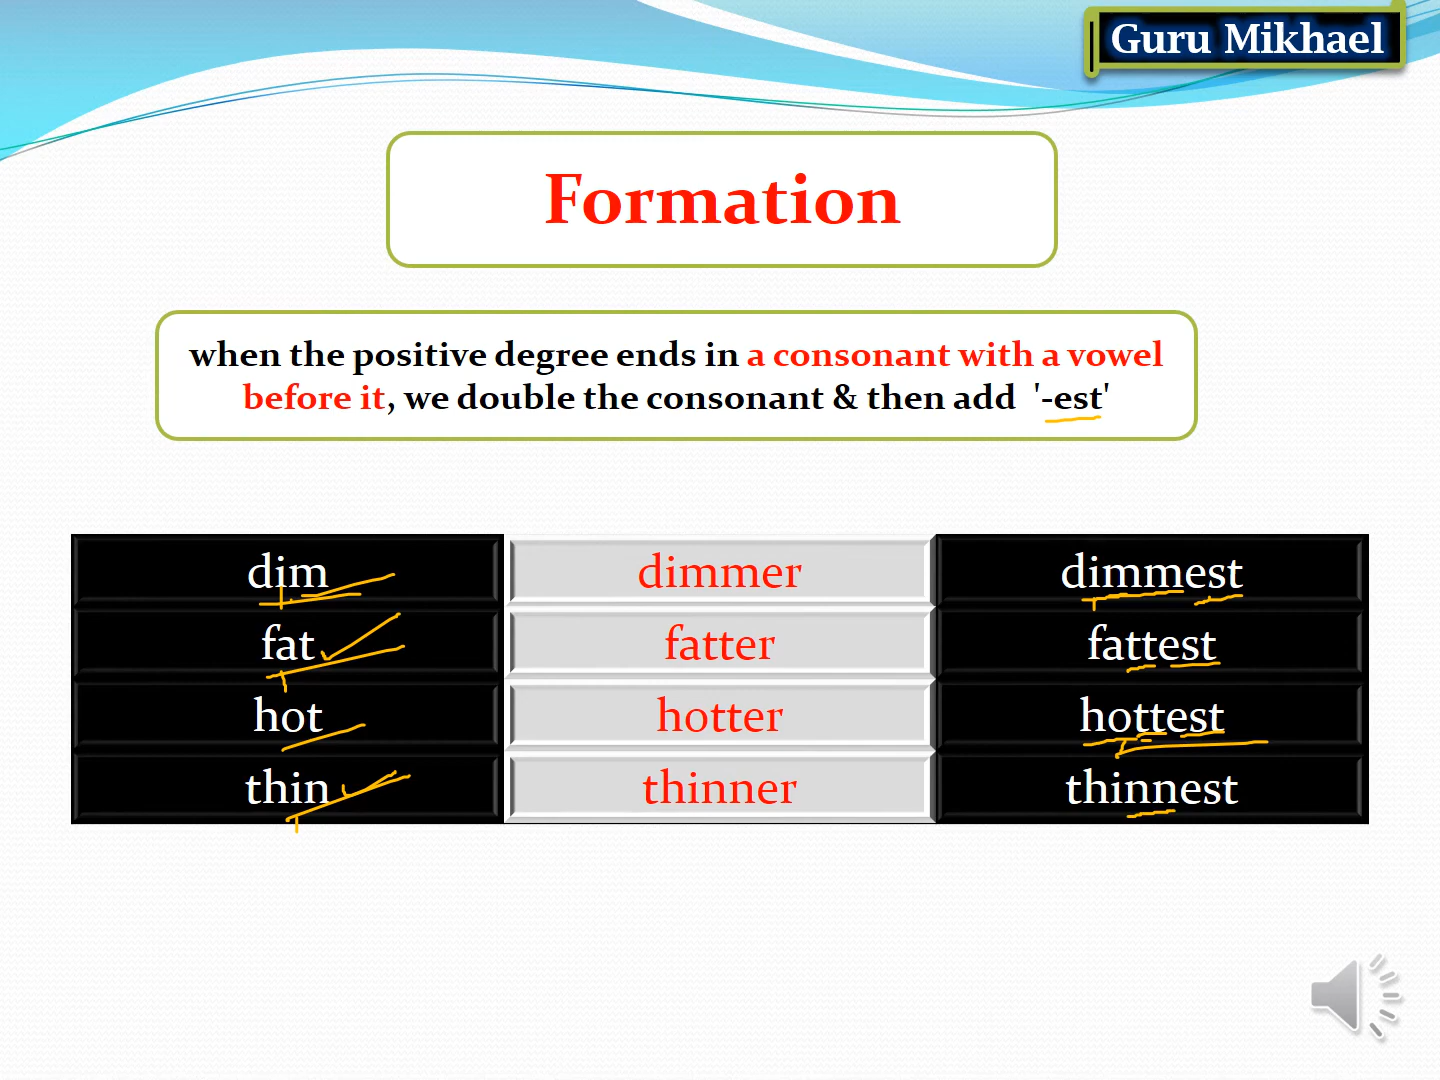 Guru Mikhael
Formation
when the positive degree ends in a consonant with a vowel
before it, we double the consonant & then add '-est'
dim dimmer dimmest
fat fatter fattest
hot hotter hottest
thin thinner thinnest